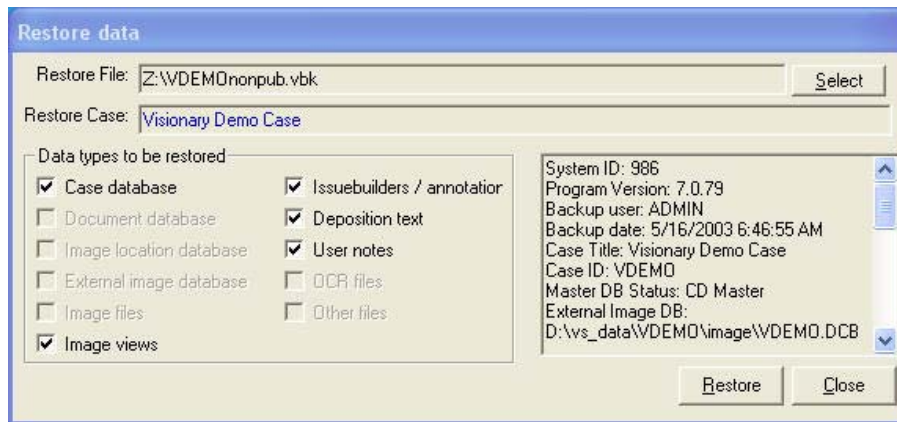 Restore data
Restore File: Z:\VDEMOnonpub.vbk Select
Restore Case: Visionary Demo Case
Data types to be restored
Case database
Document database
Image location database
External image database
Image files
Image views
Issuebuilders / annotatior
Deposition text
User notes
OCR files
Other files
System ID: 986
Program Version: 7.0.79
Backup user: ADMIN
Backup date: 5/16/2003 6:46:55 AM
Case Title: Visionary Demo Case
Case ID: VDEMO
Master DB Status: CD Master
External Image DB:
D:\vs_data\VDEMO\image\VDEMO.DCB
Restore Close